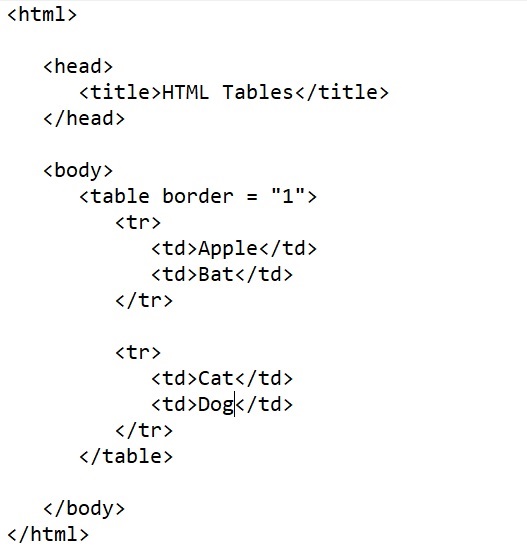 <html>
<head>
<title>HTML Tables</title>
</head>
<body>
<table border = "1">
<tr>
<td>Apple</td>
<td>Bat</td>
</tr>
<tr>
<td>Cat</td>
<td>Dog</td>
</tr>
</table>
</body>
</html>